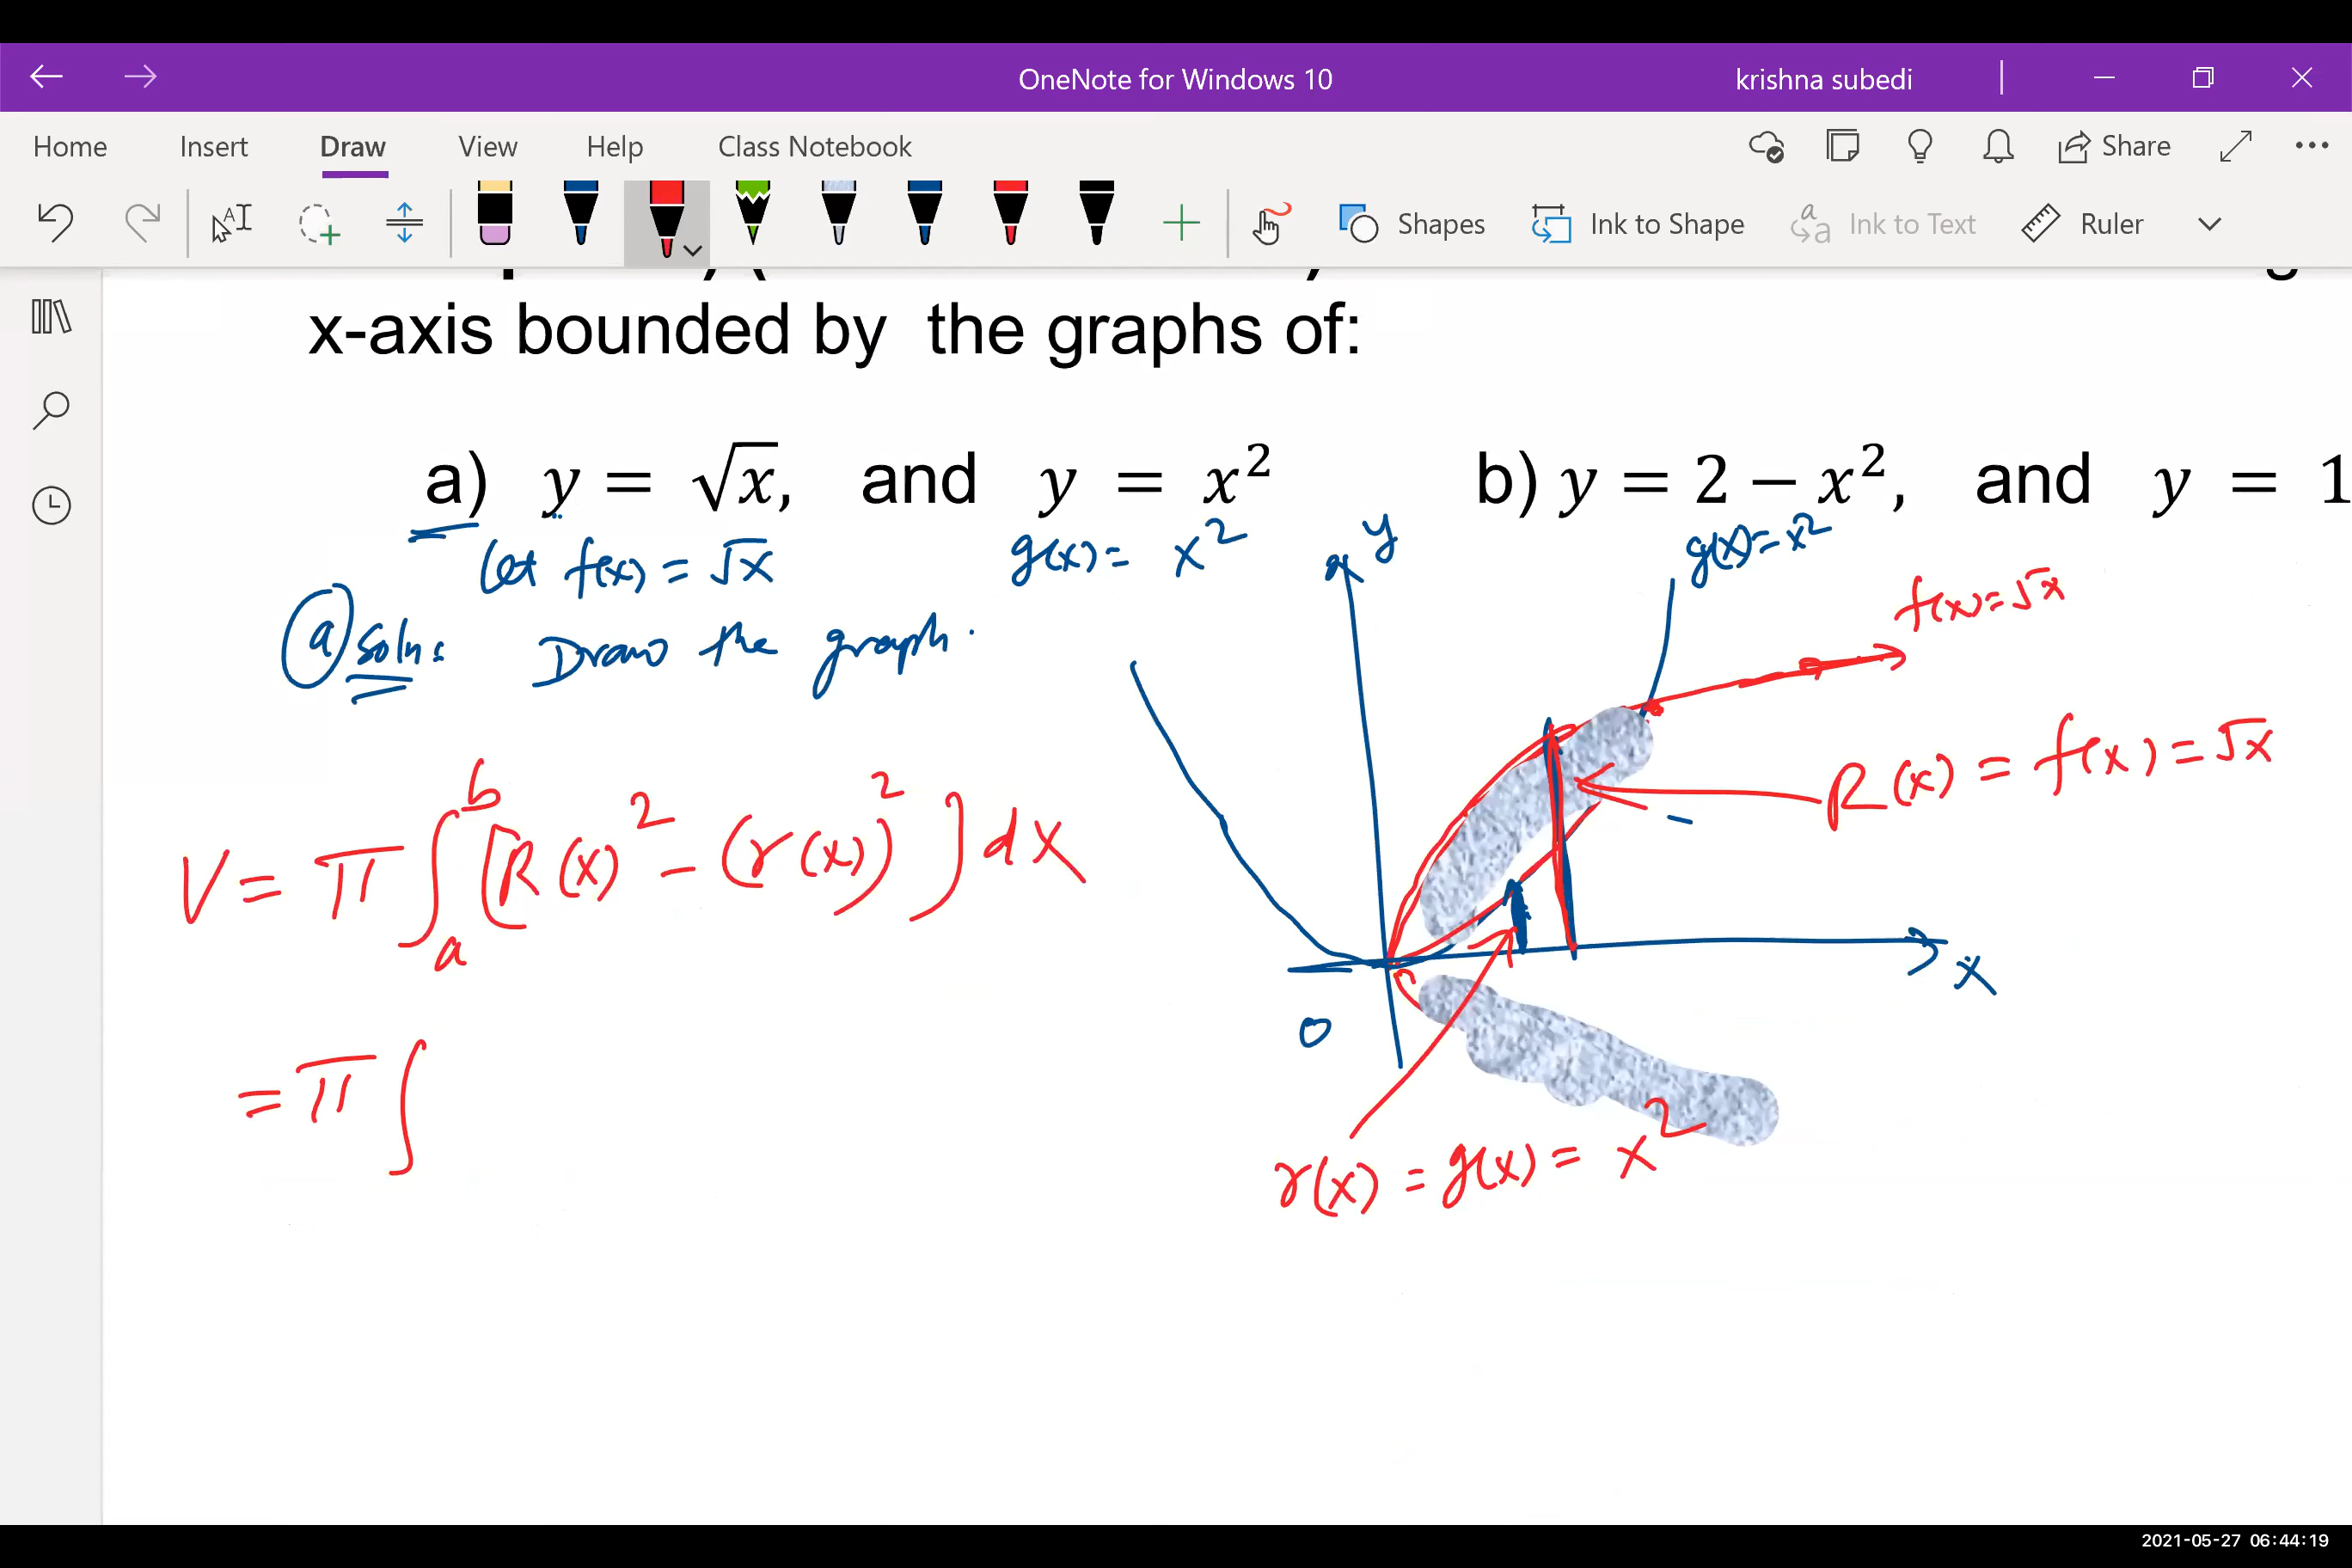 OneNote for Windows 10
krishna subedi
Home Insert Draw View Help Class Notebook Share
Shapes Ink to Shape Ink to Text Ruler
x-axis bounded by the graphs of:
a) y = √x, and y = x² b) y = 2 − x², and y = 1
let f(x) = √x g(x) = x²
y
g(x) = x²
f(x) = √x
(a) soln: Draw the graph.
R(x) = f(x) = √x
V = π ∫ₐᵇ [R(x)² − (r(x))²] dx
x
0
= π ∫
r(x) = g(x) = x²
2021-05-27 06:44:19